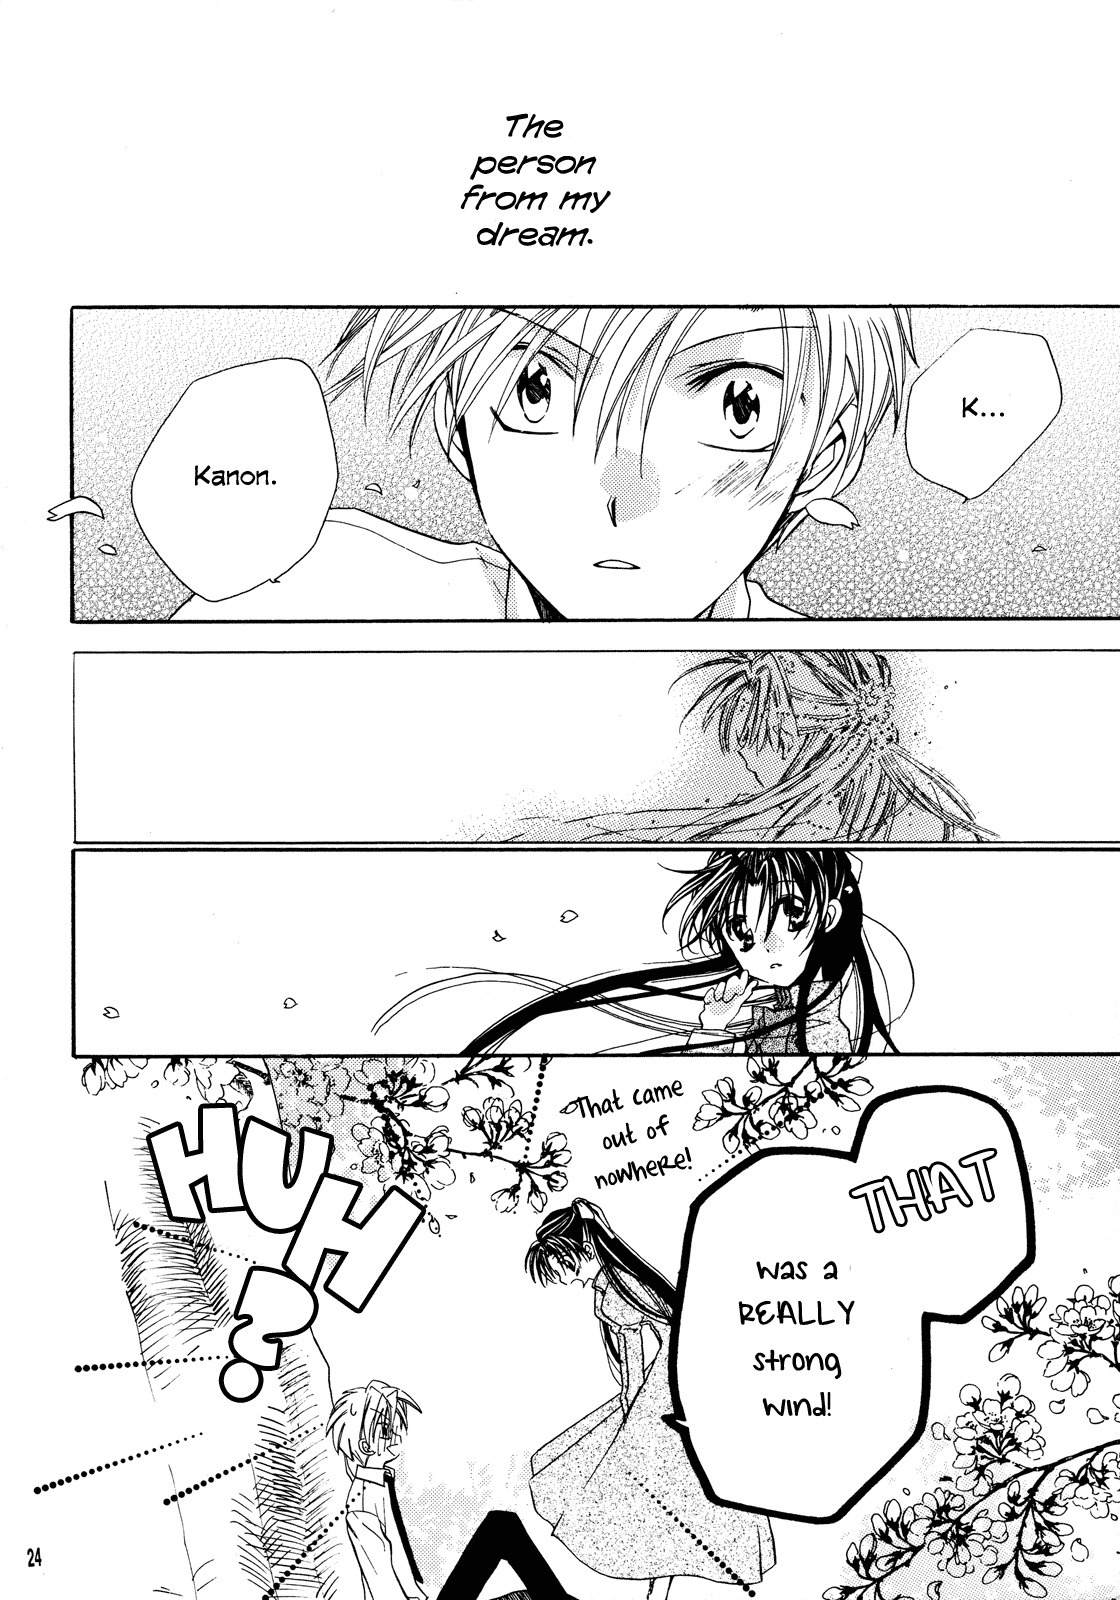 The
person
from my
dream.
K...
Kanon.
THAT
was a
REALLY
strong
wind!
That came
out of
nowhere!
HUH?
24